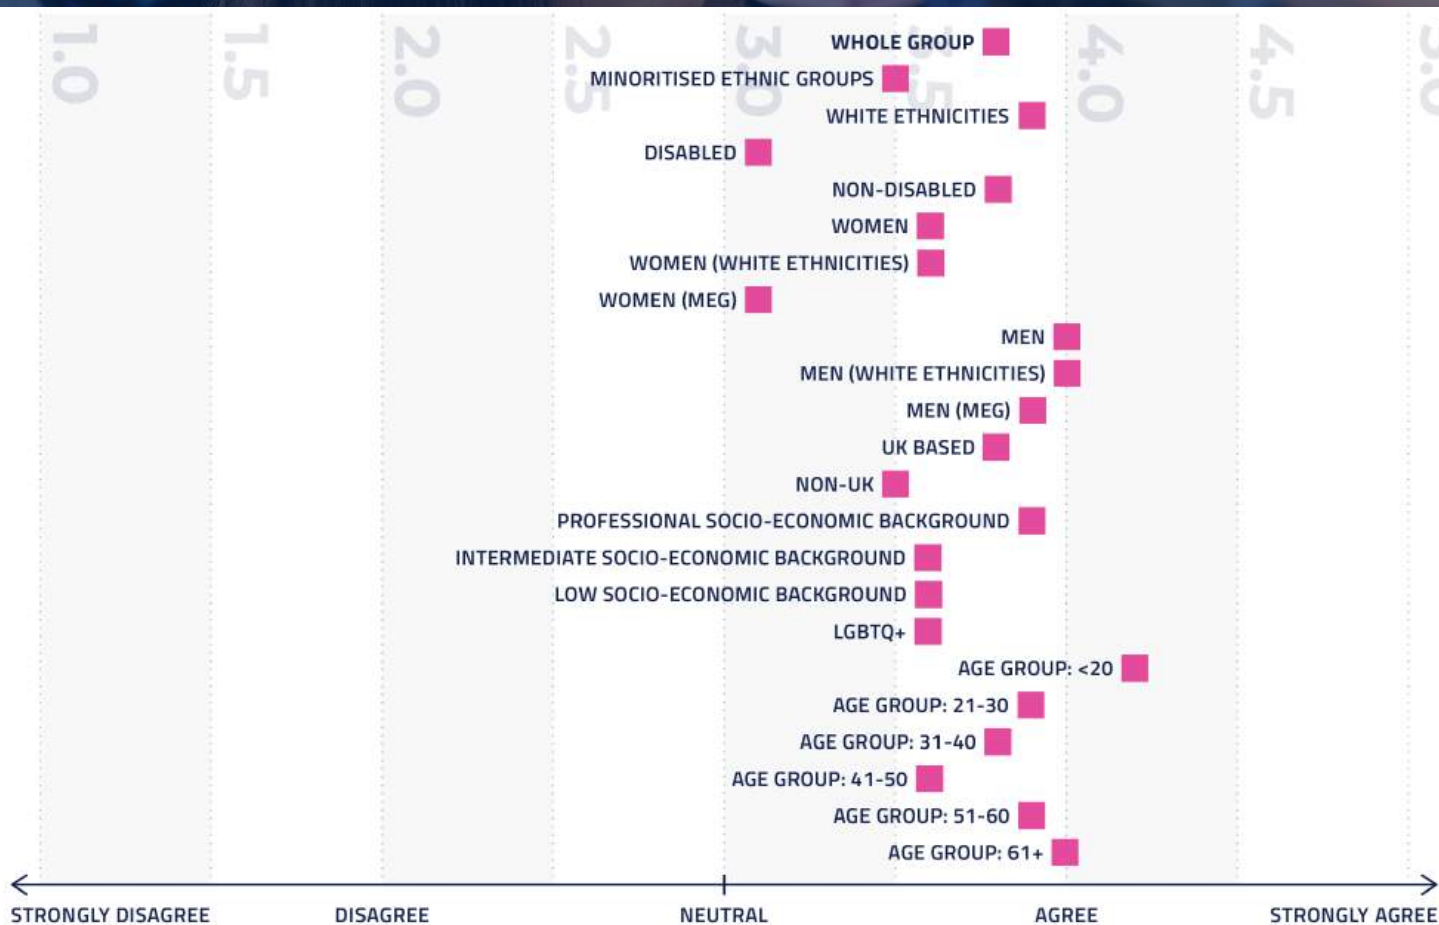 1.0
1.5
2.0
2.5
3.0
3.5
4.0
4.5
5.0
WHOLE GROUP
MINORITISED ETHNIC GROUPS
WHITE ETHNICITIES
DISABLED
NON-DISABLED
WOMEN
WOMEN (WHITE ETHNICITIES)
WOMEN (MEG)
MEN
MEN (WHITE ETHNICITIES)
MEN (MEG)
UK BASED
NON-UK
PROFESSIONAL SOCIO-ECONOMIC BACKGROUND
INTERMEDIATE SOCIO-ECONOMIC BACKGROUND
LOW SOCIO-ECONOMIC BACKGROUND
LGBTQ+
AGE GROUP: <20
AGE GROUP: 21-30
AGE GROUP: 31-40
AGE GROUP: 41-50
AGE GROUP: 51-60
AGE GROUP: 61+
STRONGLY DISAGREE
DISAGREE
NEUTRAL
AGREE
STRONGLY AGREE